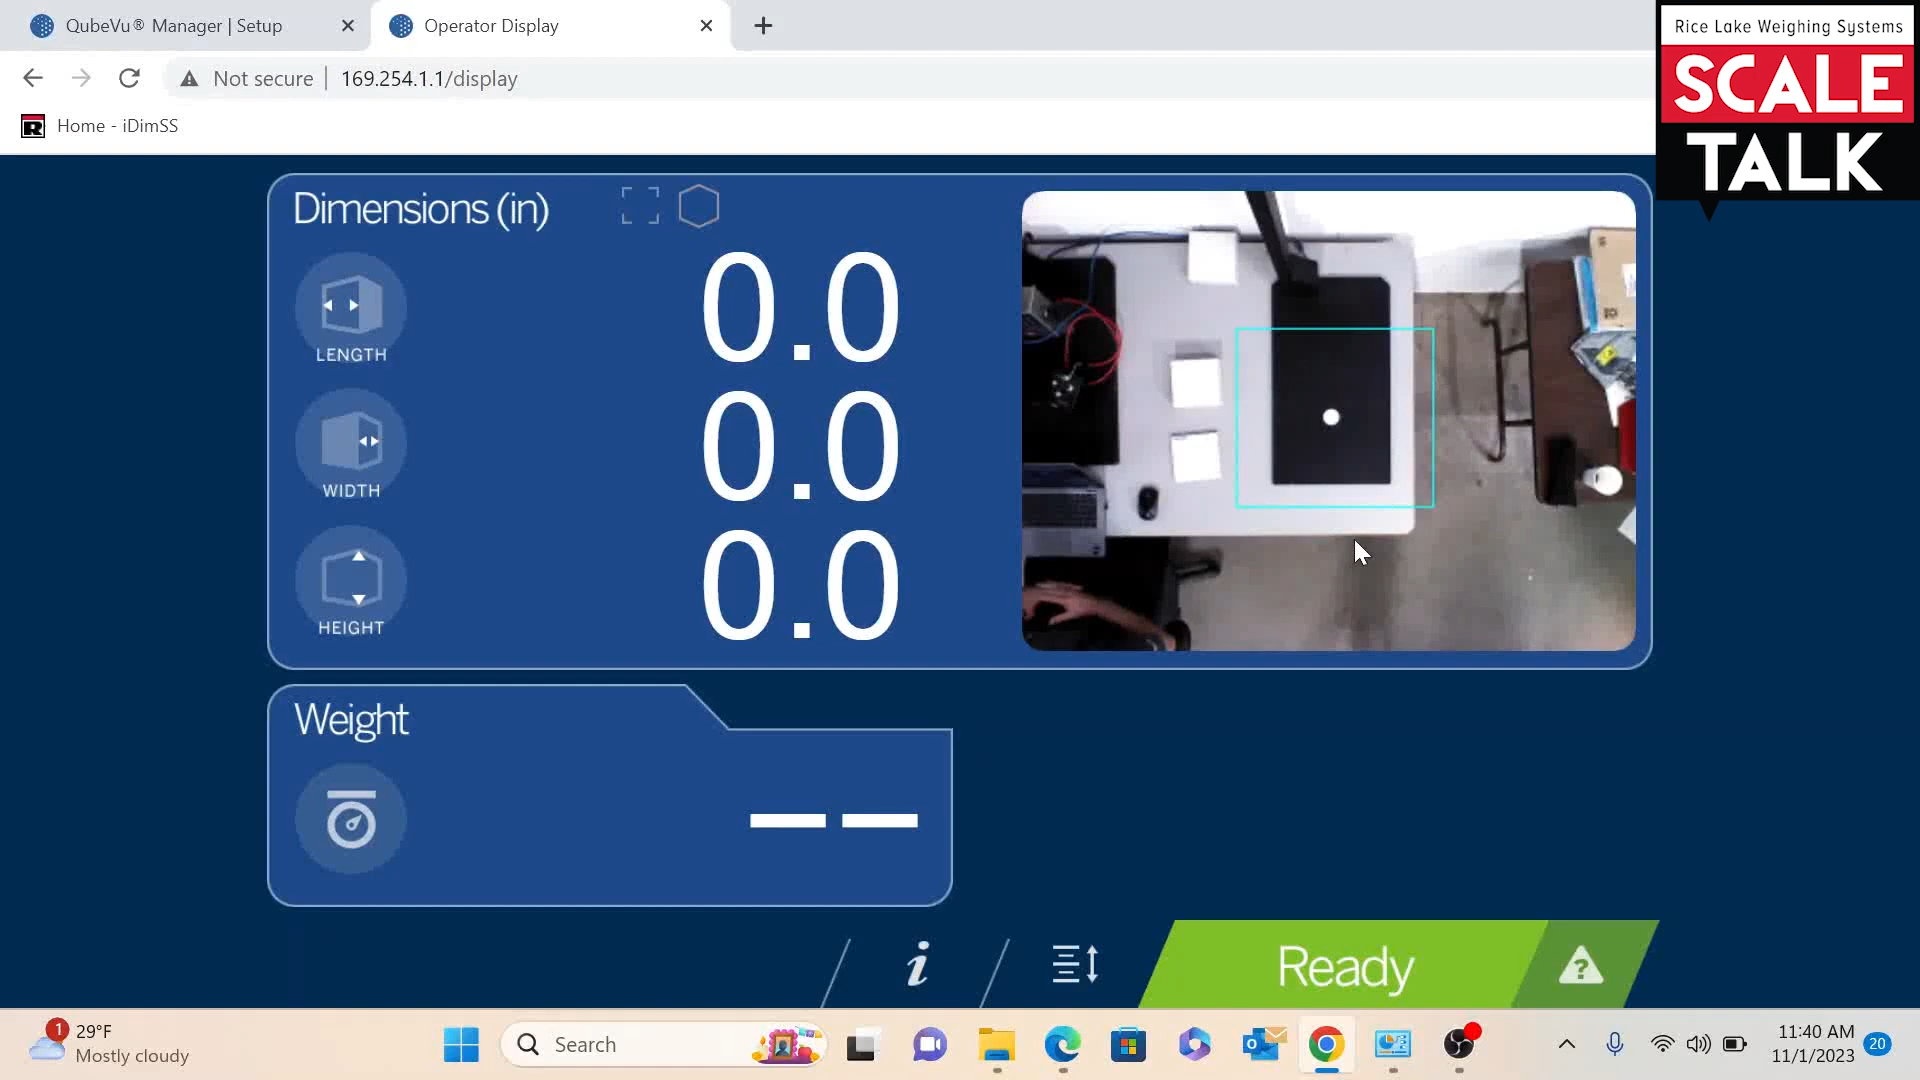 QubeVu® Manager | Setup
Operator Display
Rice Lake Weighing Systems
SCALE
TALK
Not secure
169.254.1.1/display
Home - iDimSS
Dimensions (in)
LENGTH
0.0
WIDTH
0.0
HEIGHT
0.0
Weight
i
Ready
?
1
29°F
Mostly cloudy
Search
11:40 AM
11/1/2023
20